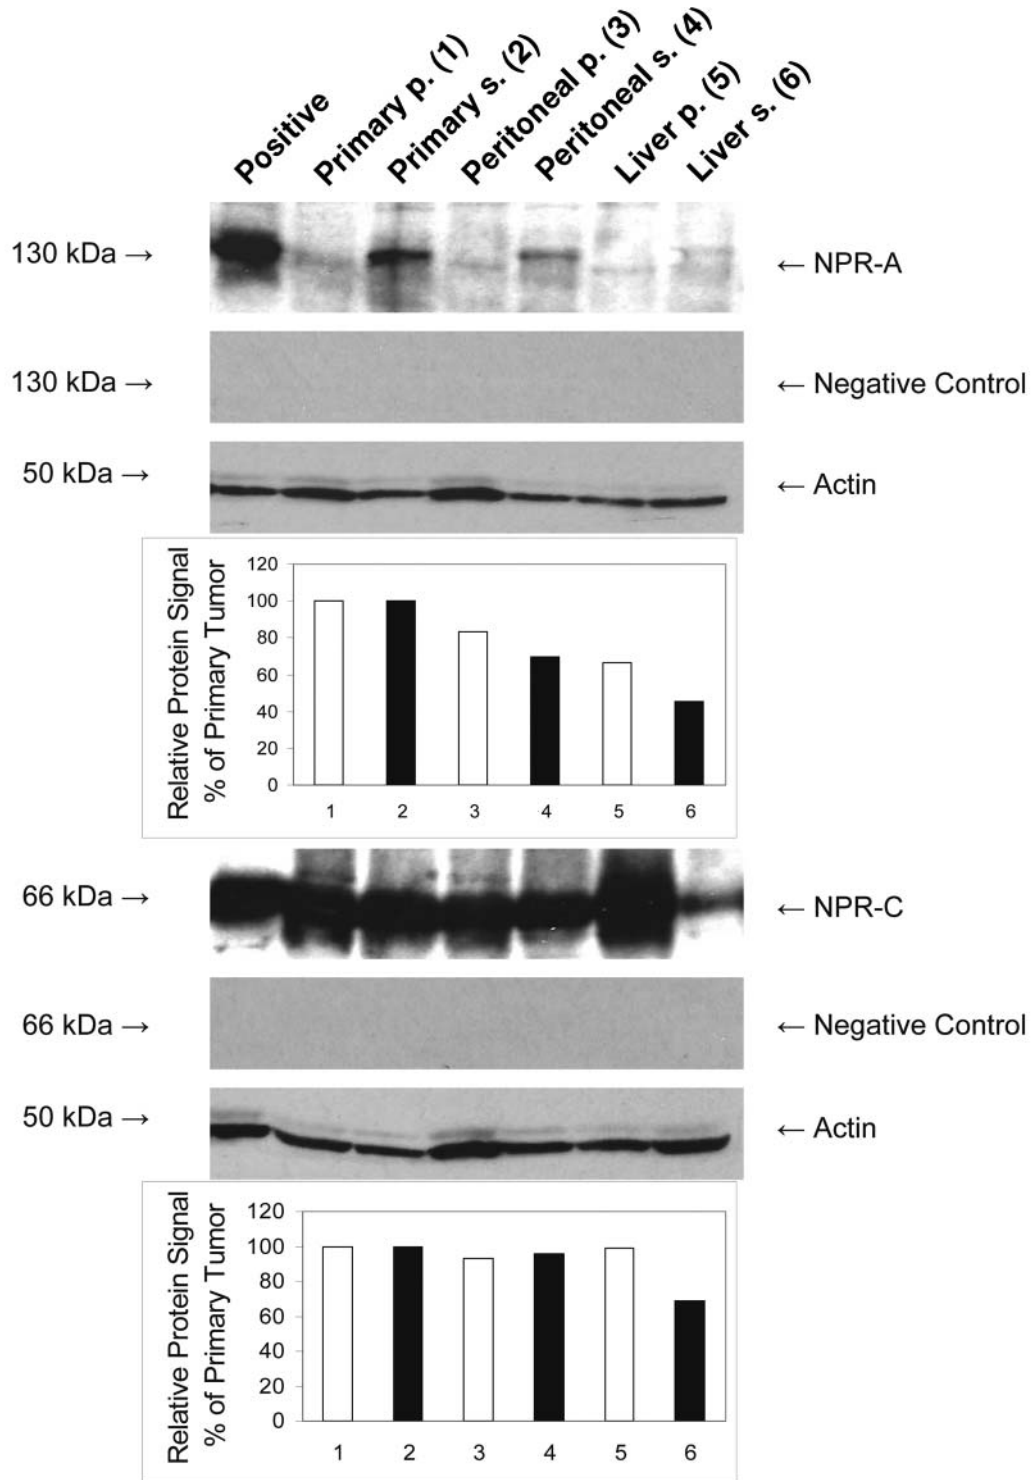 Positive
Primary p. (1)
Primary s. (2)
Peritoneal p. (3)
Peritoneal s. (4)
Liver p. (5)
Liver s. (6)
130 kDa →
← NPR-A
130 kDa →
← Negative Control
50 kDa →
← Actin
Relative Protein Signal
% of Primary Tumor
120
100
80
60
40
20
0
1 2 3 4 5 6
66 kDa →
← NPR-C
66 kDa →
← Negative Control
50 kDa →
← Actin
Relative Protein Signal
% of Primary Tumor
120
100
80
60
40
20
0
1 2 3 4 5 6